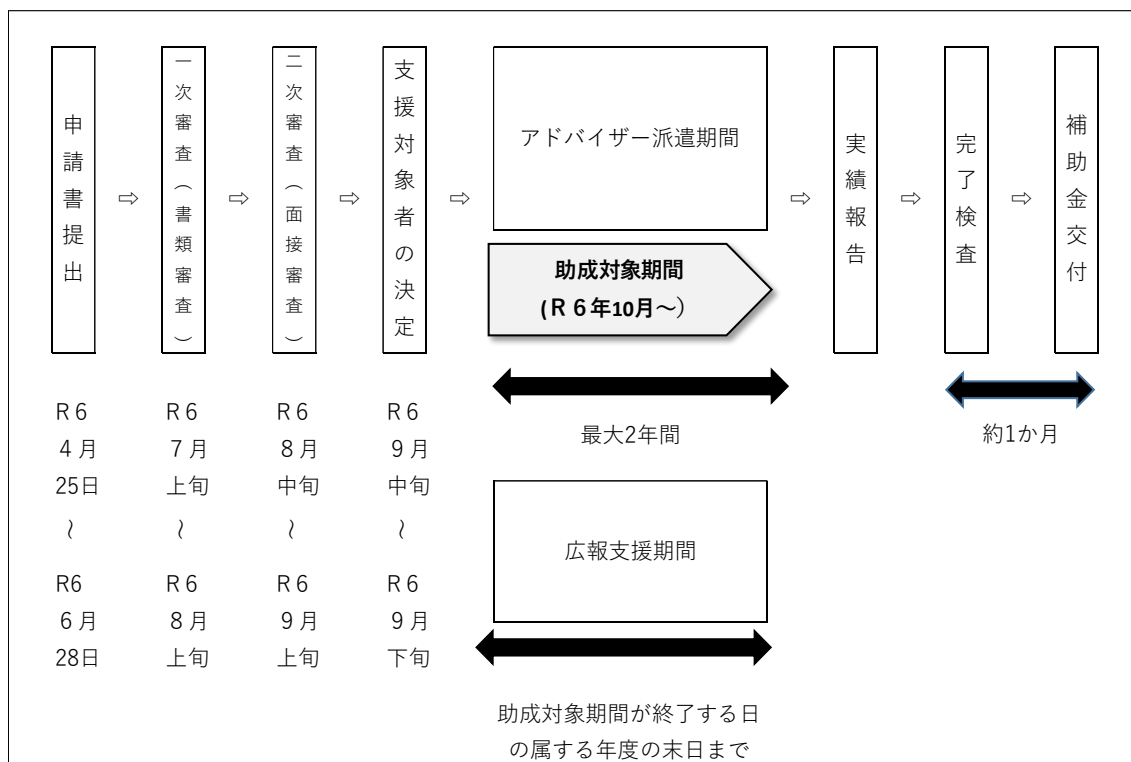 申請書提出
⇨
一次審査（書類審査）
⇨
二次審査（面接審査）
⇨
支援対象者の決定
⇨
アドバイザー派遣期間
助成対象期間
(Ｒ６年10月～）
⇨
実績報告
⇨
完了検査
⇨
補助金交付
R６
４月
25日
～
R6
６月
28日
R６
７月
上旬
～
R６
８月
上旬
R６
８月
中旬
～
R６
９月
上旬
R６
９月
中旬
～
R６
９月
下旬
最大2年間
約1か月
広報支援期間
助成対象期間が終了する日
の属する年度の末日まで